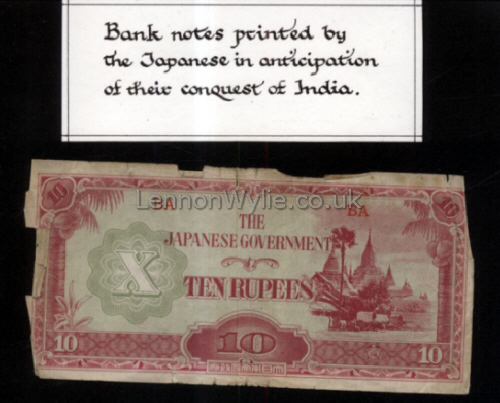 Bank notes printed by
the Japanese in anticipation
of their conquest of India.
LennonWylie.co.uk
10 10
BA BA
THE
JAPANESE GOVERNMENT
X
TEN RUPEES
10
10 10